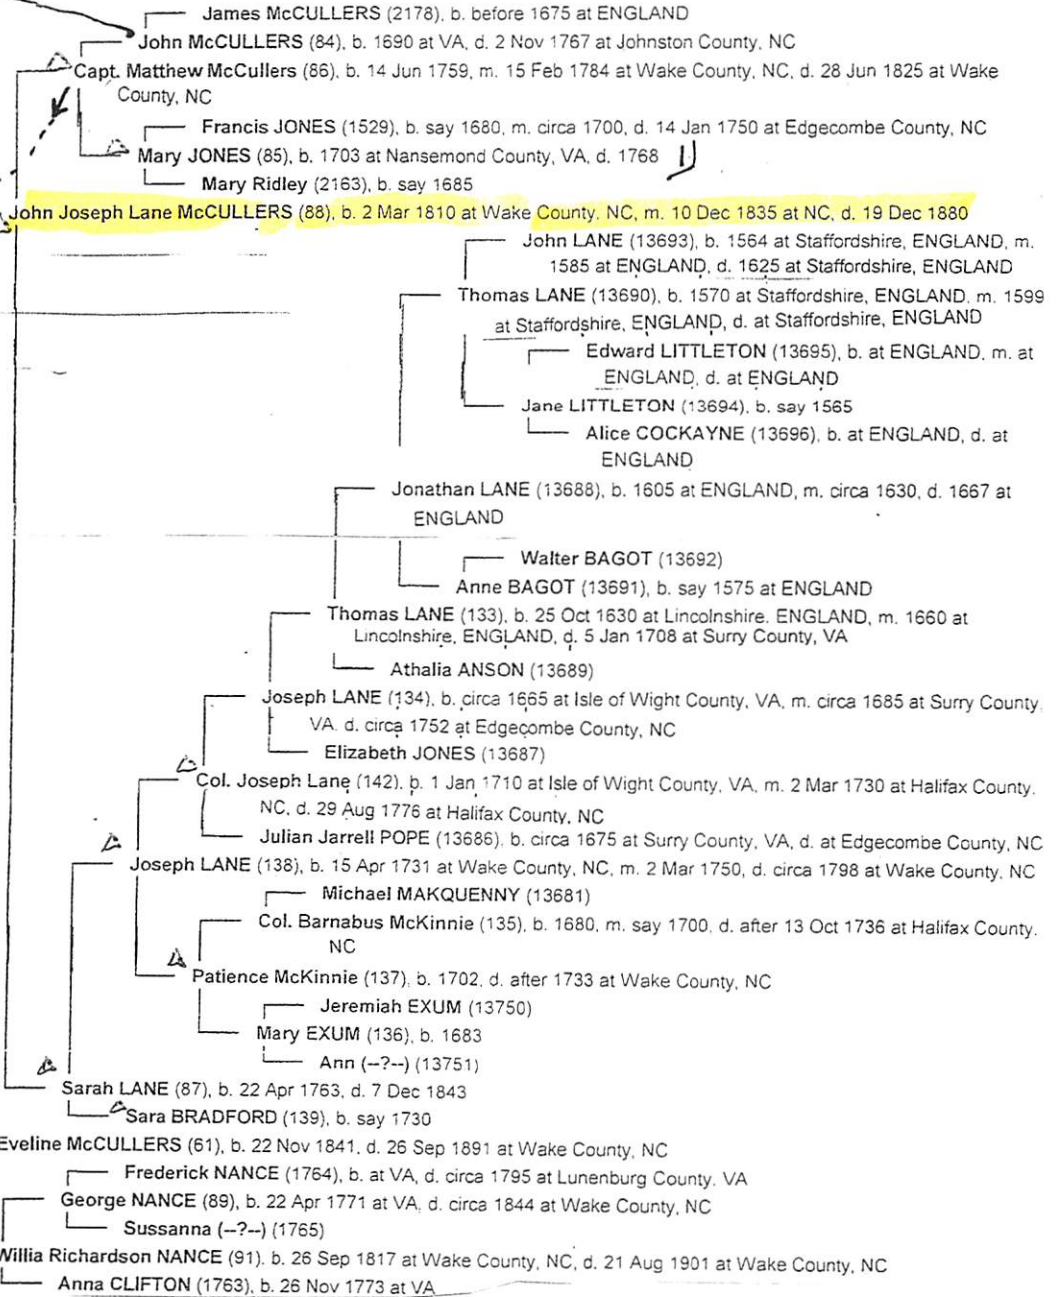 James McCULLERS (2178), b. before 1675 at ENGLAND
John McCULLERS (84), b. 1690 at VA, d. 2 Nov 1767 at Johnston County, NC
Capt. Matthew McCullers (86), b. 14 Jun 1759, m. 15 Feb 1784 at Wake County, NC, d. 28 Jun 1825 at Wake
County, NC
Francis JONES (1529), b. say 1680, m. circa 1700, d. 14 Jan 1750 at Edgecombe County, NC
Mary JONES (85), b. 1703 at Nansemond County, VA, d. 1768
Mary Ridley (2163), b. say 1685
John Joseph Lane McCULLERS (88), b. 2 Mar 1810 at Wake County, NC, m. 10 Dec 1835 at NC, d. 19 Dec 1880
John LANE (13693), b. 1564 at Staffordshire, ENGLAND, m.
1585 at ENGLAND, d. 1625 at Staffordshire, ENGLAND
Thomas LANE (13690), b. 1570 at Staffordshire, ENGLAND, m. 1599
at Staffordshire, ENGLAND, d. at Staffordshire, ENGLAND
Edward LITTLETON (13695), b. at ENGLAND, m. at
ENGLAND, d. at ENGLAND
Jane LITTLETON (13694), b. say 1565
Alice COCKAYNE (13696), b. at ENGLAND, d. at
ENGLAND
Jonathan LANE (13688), b. 1605 at ENGLAND, m. circa 1630, d. 1667 at
ENGLAND
Walter BAGOT (13692)
Anne BAGOT (13691), b. say 1575 at ENGLAND
Thomas LANE (133), b. 25 Oct 1630 at Lincolnshire, ENGLAND, m. 1660 at
Lincolnshire, ENGLAND, d. 5 Jan 1708 at Surry County, VA
Athalia ANSON (13689)
Joseph LANE (134), b. circa 1665 at Isle of Wight County, VA, m. circa 1685 at Surry County,
VA, d. circa 1752 at Edgecombe County, NC
Elizabeth JONES (13687)
Col. Joseph Lane (142), b. 1 Jan 1710 at Isle of Wight County, VA, m. 2 Mar 1730 at Halifax County,
NC, d. 29 Aug 1776 at Halifax County, NC
Julian Jarrell POPE (13686), b. circa 1675 at Surry County, VA, d. at Edgecombe County, NC
Joseph LANE (138), b. 15 Apr 1731 at Wake County, NC, m. 2 Mar 1750, d. circa 1798 at Wake County, NC
Michael MAKQUENNY (13681)
Col. Barnabus McKinnie (135), b. 1680, m. say 1700, d. after 13 Oct 1736 at Halifax County,
NC
Patience McKinnie (137), b. 1702, d. after 1733 at Wake County, NC
Jeremiah EXUM (13750)
Mary EXUM (136), b. 1683
Ann (--?--) (13751)
Sarah LANE (87), b. 22 Apr 1763, d. 7 Dec 1843
Sara BRADFORD (139), b. say 1730
Eveline McCULLERS (61), b. 22 Nov 1841, d. 26 Sep 1891 at Wake County, NC
Frederick NANCE (1764), b. at VA, d. circa 1795 at Lunenburg County, VA
George NANCE (89), b. 22 Apr 1771 at VA, d. circa 1844 at Wake County, NC
Sussanna (--?--) (1765)
Willia Richardson NANCE (91), b. 26 Sep 1817 at Wake County, NC, d. 21 Aug 1901 at Wake County, NC
Anna CLIFTON (1763), b. 26 Nov 1773 at VA